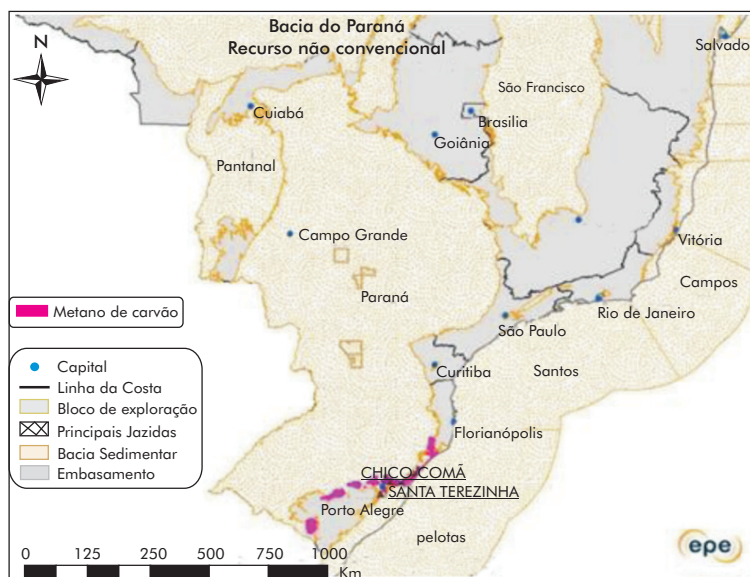 Bacia do Paraná
Recurso não convencional
N
Salvado
São Francisco
Cuiabá
Brasilia
Goiânia
Pantanal
Campo Grande
Vitória
Campos
Paraná
Metano de carvão
Rio de Janeiro
São Paulo
Capital
Linha da Costa
Bloco de exploração
Principais Jazidas
Bacia Sedimentar
Embasamento
Curitiba
Santos
Florianópolis
CHICO COMÃ
SANTA TEREZINHA
Porto Alegre
pelotas
epe
0 125 250 500 750 1000
Km